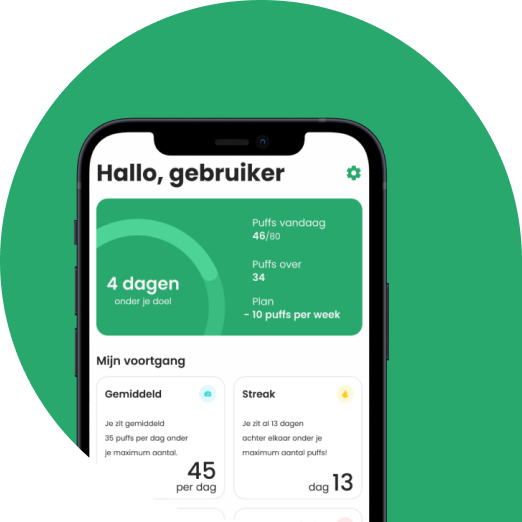 Hallo, gebruiker
4 dagen
onder je doel
Puffs vandaag
46/80
Puffs over
34
Plan
- 10 puffs per week
Mijn voortgang
Gemiddeld
Je zit gemiddeld
35 puffs per dag onder
je maximum aantal.
45
per dag
Streak
Je zit al 13 dagen
achter elkaar onder je
maximum aantal puffs!
dag 13